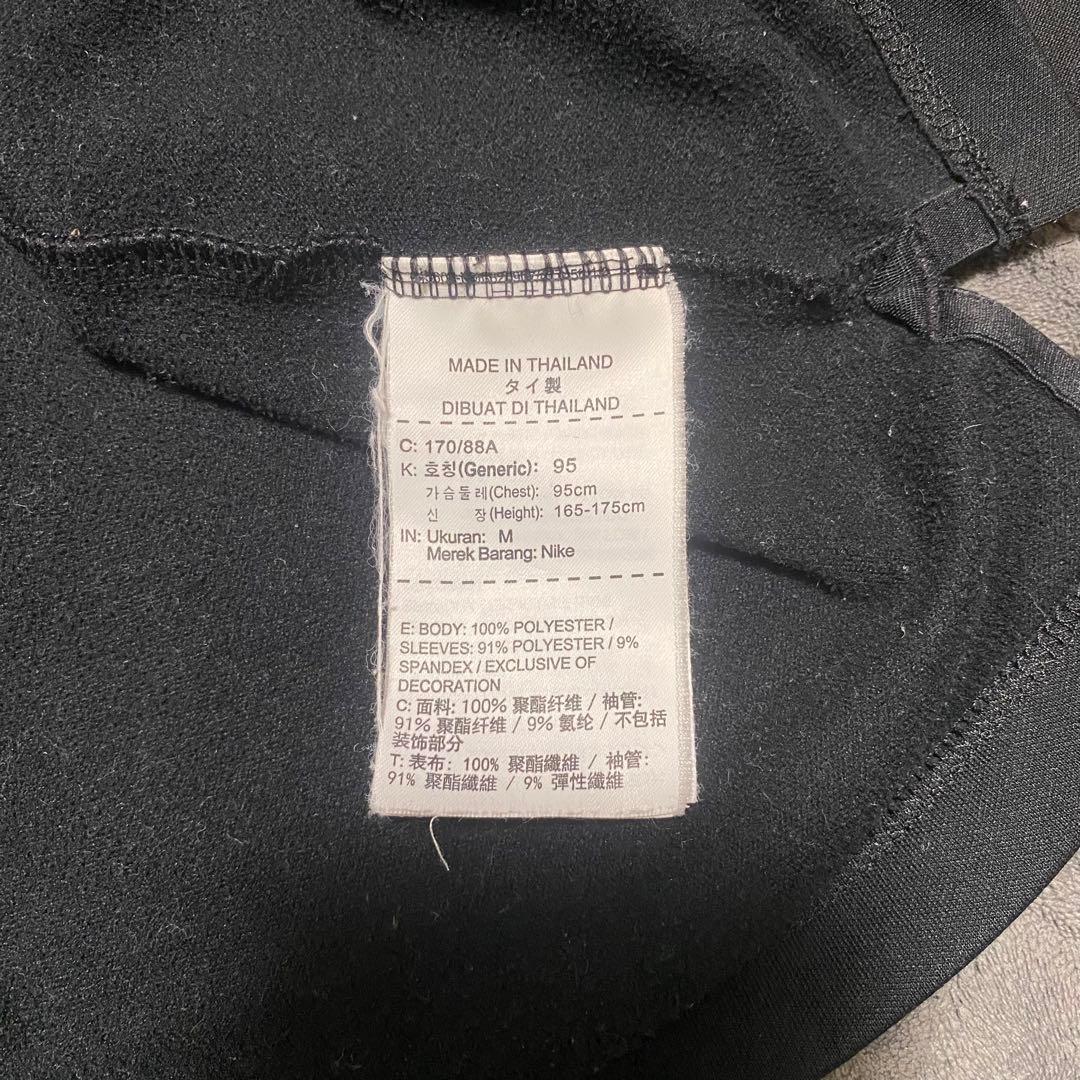 MADE IN THAILAND
タイ製
DIBUAT DI THAILAND
C: 170/88A
K: 호칭(Generic): 95
가슴둘레(Chest): 95cm
신 장(Height): 165-175cm
IN: Ukuran: M
Merek Barang: Nike
E: BODY: 100% POLYESTER /
SLEEVES: 91% POLYESTER / 9%
SPANDEX / EXCLUSIVE OF
DECORATION
C: 面料: 100% 聚酯纤维 / 袖管:
91% 聚酯纤维 / 9% 氨纶 / 不包括
装饰部分
T: 表布: 100% 聚酯纖維 / 袖管:
91% 聚酯纖維 / 9% 彈性纖維